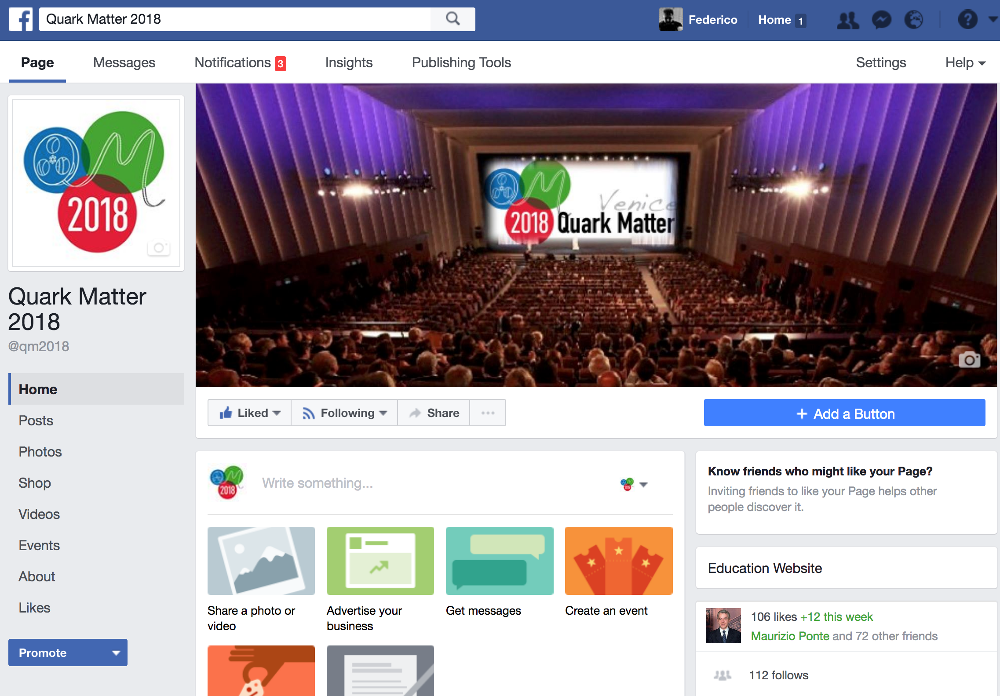 Quark Matter 2018
Federico
Home 1
Page
Messages
Notifications 3
Insights
Publishing Tools
Settings
Help
2018
Venice
2018 Quark Matter
Quark Matter
2018
@qm2018
Home
Posts
Photos
Shop
Videos
Events
About
Likes
Promote
Liked
Following
Share
+ Add a Button
2018
Write something...
Share a photo or
video
Advertise your
business
Get messages
Create an event
Know friends who might like your Page?
Inviting friends to like your Page helps other
people discover it.
Education Website
106 likes +12 this week
Maurizio Ponte and 72 other friends
112 follows